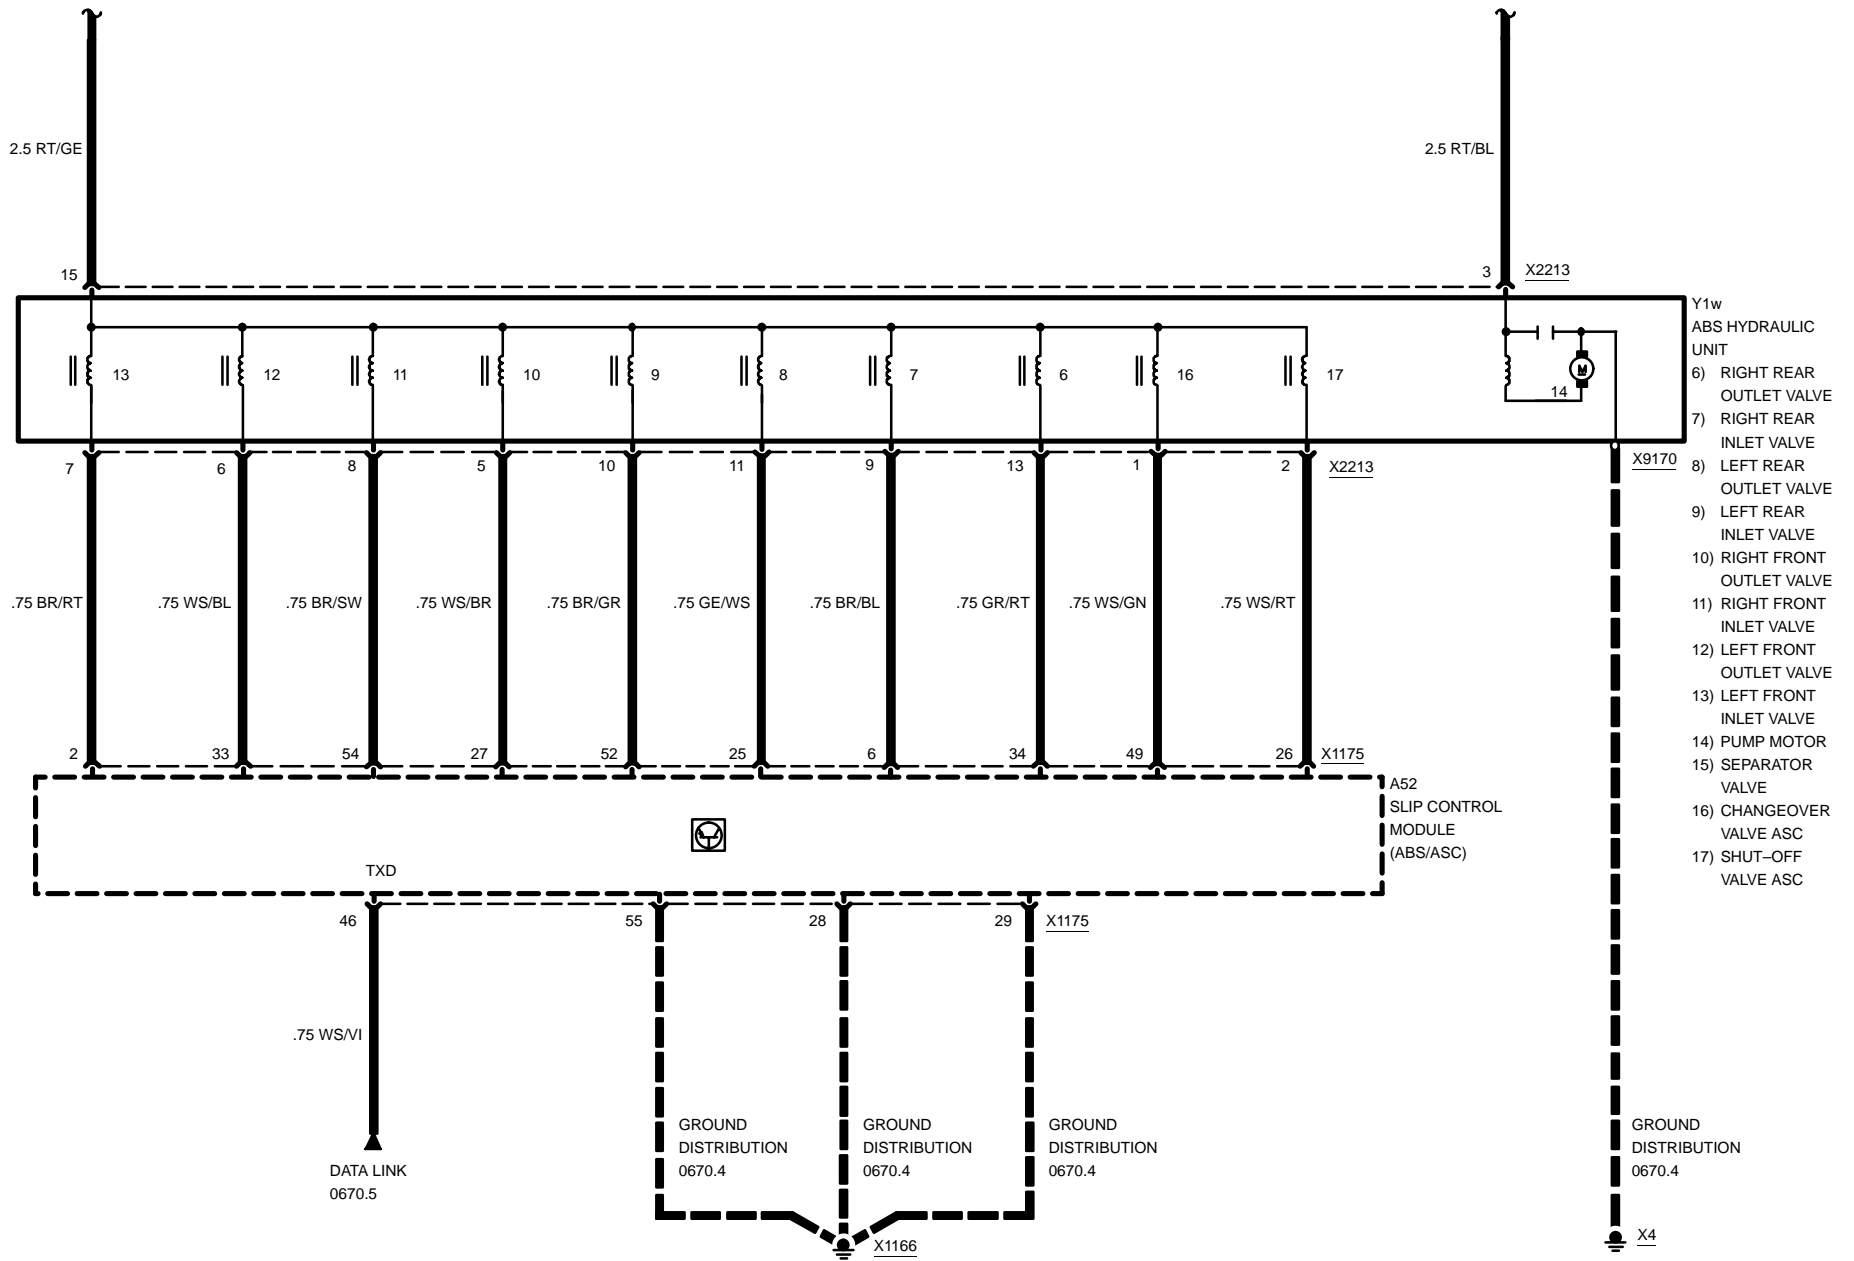 2.5 RT/GE
2.5 RT/BL
15
3
X2213
Y1w
ABS HYDRAULIC
UNIT
6) RIGHT REAR
OUTLET VALVE
7) RIGHT REAR
INLET VALVE
8) LEFT REAR
OUTLET VALVE
9) LEFT REAR
INLET VALVE
10) RIGHT FRONT
OUTLET VALVE
11) RIGHT FRONT
INLET VALVE
12) LEFT FRONT
OUTLET VALVE
13) LEFT FRONT
INLET VALVE
14) PUMP MOTOR
15) SEPARATOR
VALVE
16) CHANGEOVER
VALVE ASC
17) SHUT–OFF
VALVE ASC
13 12 11 10 9 8 7 6 16 17
M
14
7 6 8 5 10 11 9 13 1 2
X2213
X9170
.75 BR/RT .75 WS/BL .75 BR/SW .75 WS/BR .75 BR/GR .75 GE/WS .75 BR/BL .75 GR/RT .75 WS/GN .75 WS/RT
2 33 54 27 52 25 6 34 49 26
X1175
A52
SLIP CONTROL
MODULE
(ABS/ASC)
TXD
46 55 28 29
X1175
.75 WS/VI
DATA LINK
0670.5
GROUND
DISTRIBUTION
0670.4
GROUND
DISTRIBUTION
0670.4
GROUND
DISTRIBUTION
0670.4
GROUND
DISTRIBUTION
0670.4
X1166
X4